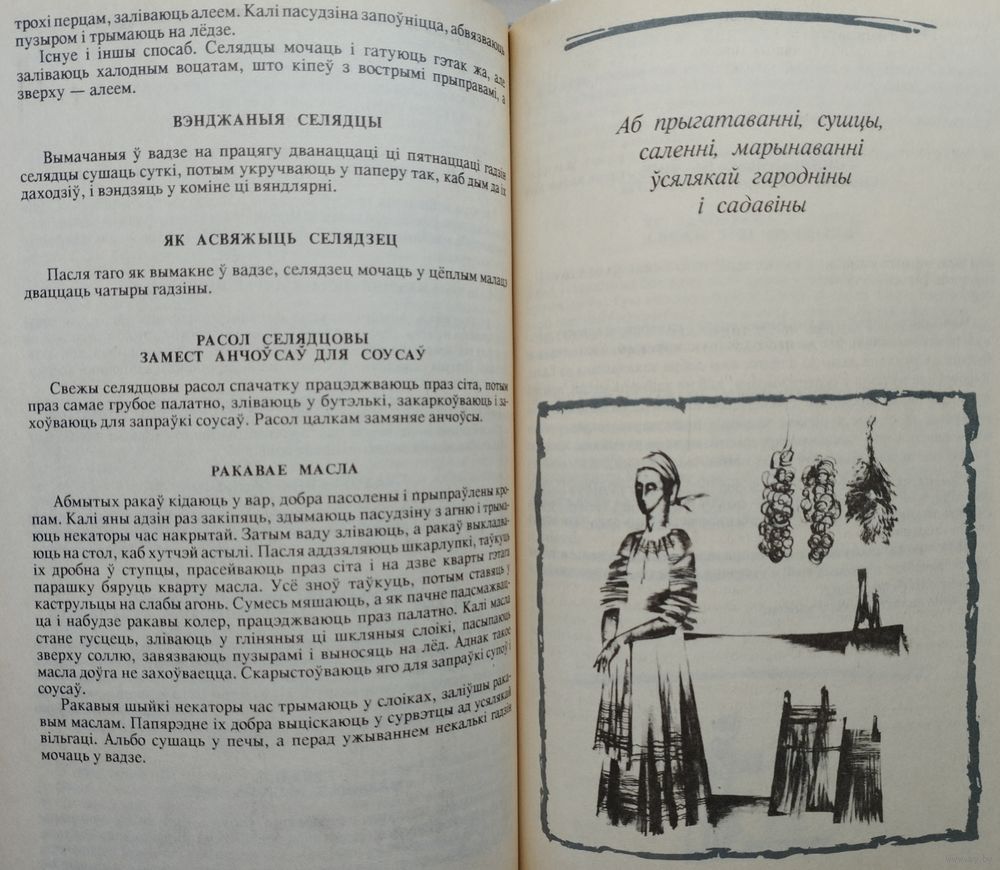 трохі перцам, заліваюць алеем. Калі пасудзіна запоўніцца, абвязваюць
пузыром і трымаюць на лёдзе.
Існуе і іншы спосаб. Селядцы мочаць і гатуюць гэтак жа, але
заліваюць халодным воцатам, што кіпеў з вострымі прыправамі, а
зверху — алеем.
ВЭНДЖАНЫЯ СЕЛЯДЦЫ
Вымачаныя ў вадзе на працягу дванаццаці ці пятнаццаці гадзін
селядцы сушаць суткі, потым укручваюць у паперу так, каб дым да іх
даходзіў, і вэндзяць у коміне ці вяндлярні.
ЯК АСВЯЖЫЦЬ СЕЛЯДЗЕЦ
Пасля таго як вымакне ў вадзе, селядзец мочаць у цёплым малацэ
дваццаць чатыры гадзіны.
РАСОЛ СЕЛЯДЦОВЫ
ЗАМЕСТ АНЧОЎСАЎ ДЛЯ СОУСАЎ
Свежы селядцовы расол спачатку працэджваюць праз сіта, потым
праз самае грубое палатно, зліваюць у бутэлькі, закаркоўваюць і за-
хоўваюць для запраўкі соусаў. Расол цалкам замяняе анчоўсы.
РАКАВАЕ МАСЛА
Абмытых ракаў кідаюць у вар, добра пасолены і прыпраўлены кро-
пам. Калі яны адзін раз закіпяць, здымаюць пасудзіну з агню і трыма-
юць некаторы час накрытай. Затым ваду зліваюць, а ракаў выкладва-
юць на стол, каб хутчэй астылі. Пасля аддзяляюць шкарлупкі, таўкуць
іх дробна ў ступцы, прасейваюць праз сіта і на дзве кварты гэтага
парашку бяруць кварту масла. Усё зноў таўкуць, потым ставяць у
каструльцы на слабы агонь. Сумесь мяшаюць, а як пачне падсмажвац-
ца і набудзе ракавы колер, працэджваюць праз палатно. Калі масла
стане гусцець, зліваюць у гліняныя ці шкляныя слоікі, пасыпаюць
зверху соллю, завязваюць пузырамі і выносяць на лёд. Аднак такое
масла доўга не захоўваецца. Скарыстоўваюць яго для запраўкі супоў і
соусаў.
Ракавыя шыйкі некаторы час трымаюць у слоіках, заліўшы рака-
вым маслам. Папярэдне іх добра выціскаюць у сурвэтцы ад усялякай
вільгаці. Альбо сушаць у печы, а перад ужываннем некалькі гадзін
мочаць у вадзе.
Аб прыгатаванні, сушцы,
саленні, марынаванні
ўсялякай гародніны
і садавіны